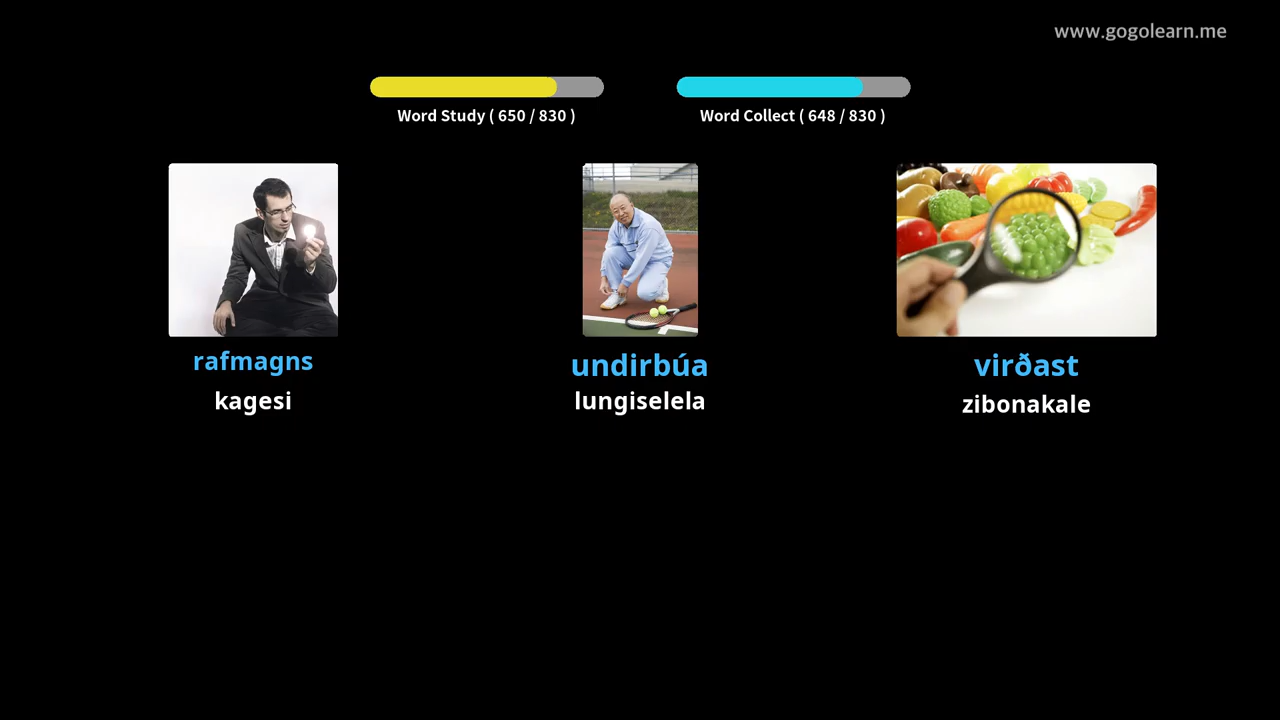 www.gogolearn.me
Word Study ( 650 / 830 )
Word Collect ( 648 / 830 )
rafmagns
kagesi
undirbúa
lungiselela
virðast
zibonakale